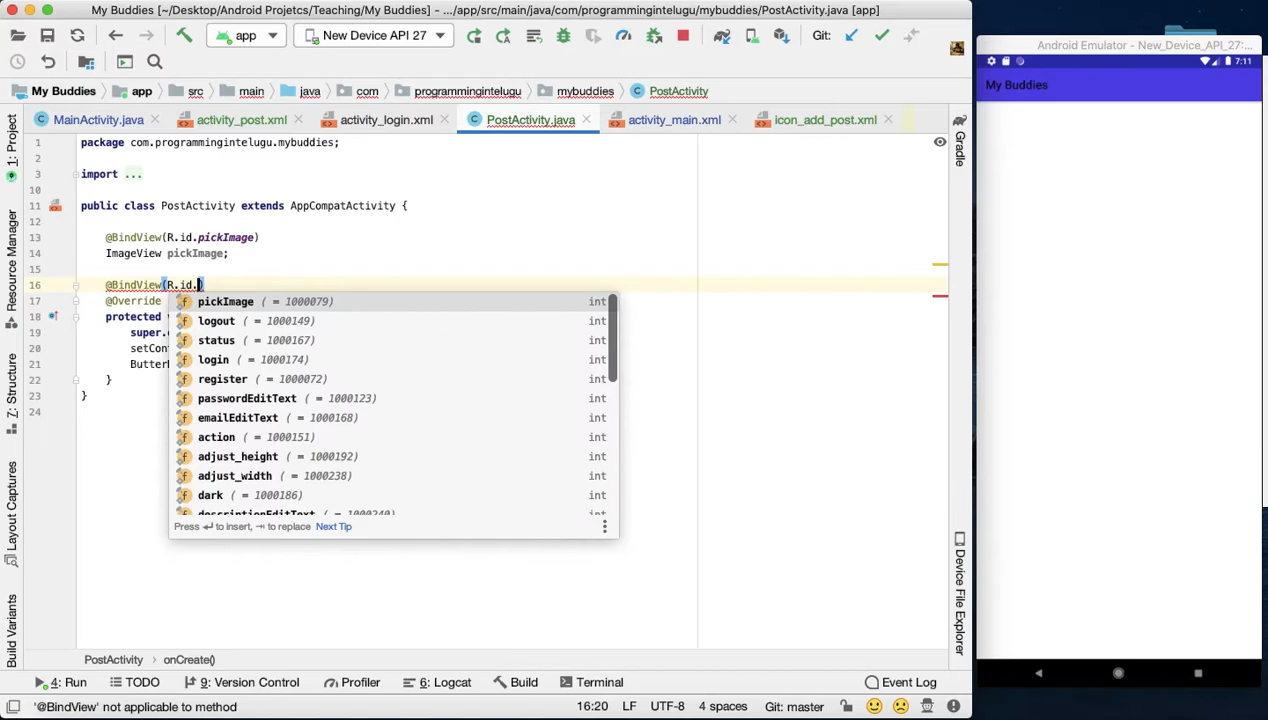 My Buddies [~/Desktop/Android Projetcs/Teaching/My Buddies] - .../app/src/main/java/com/programmingintelugu/mybuddies/PostActivity.java [app]
Android Emulator - New_Device_API_27:...
app
New Device API 27
Git:
7:11
My Buddies
My Buddies
app
src
main
java
com
programmingintelugu
mybuddies
PostActivity
MainActivity.java
activity_post.xml
activity_login.xml
PostActivity.java
activity_main.xml
icon_add_post.xml
1: Project
Resource Manager
Z: Structure
Layout Captures
Build Variants
Gradle
Device File Explorer
1 package com.programmingintelugu.mybuddies;
2
3 import ...
10
11 public class PostActivity extends AppCompatActivity {
12
13 @BindView(R.id.pickImage)
14 ImageView pickImage;
15
16 @BindView(R.id.)
17 @Override
18 protected
19 super.
20 setCon
21 Butter
22 }
23 }
24
pickImage ( = 1000079) int
logout ( = 1000149) int
status ( = 1000167) int
login ( = 1000174) int
register ( = 1000072) int
passwordEditText ( = 1000123) int
emailEditText ( = 1000168) int
action ( = 1000151) int
adjust_height ( = 1000192) int
adjust_width ( = 1000238) int
dark ( = 1000186) int
descriptionEditText ( = 1000240) int
Press ↵ to insert, ⇥ to replace Next Tip
PostActivity
onCreate()
4: Run
TODO
9: Version Control
Profiler
6: Logcat
Build
Terminal
Event Log
'@BindView' not applicable to method
16:20
LF
UTF-8
4 spaces
Git: master